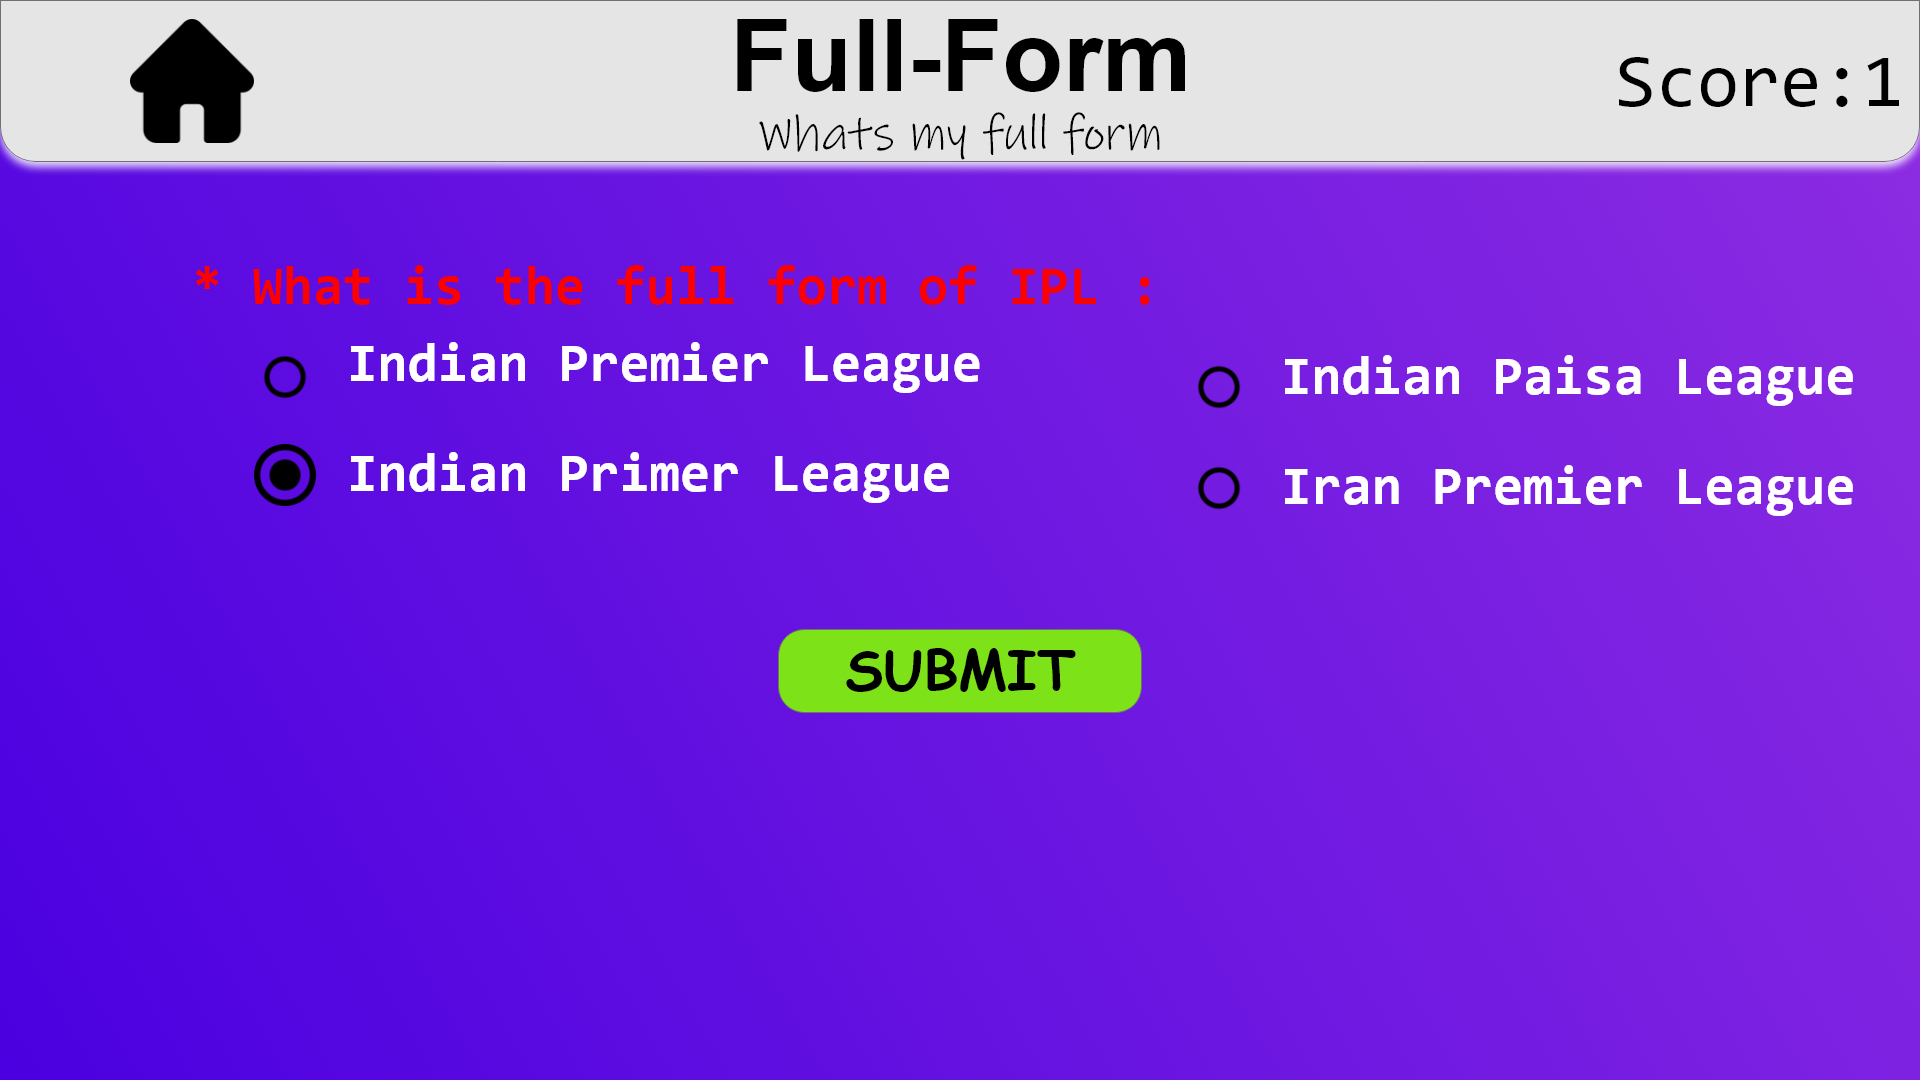 Full-Form
Whats my full form
Score:1
* What is the full form of IPL :
Indian Premier League
Indian Paisa League
Indian Primer League
Iran Premier League
SUBMIT